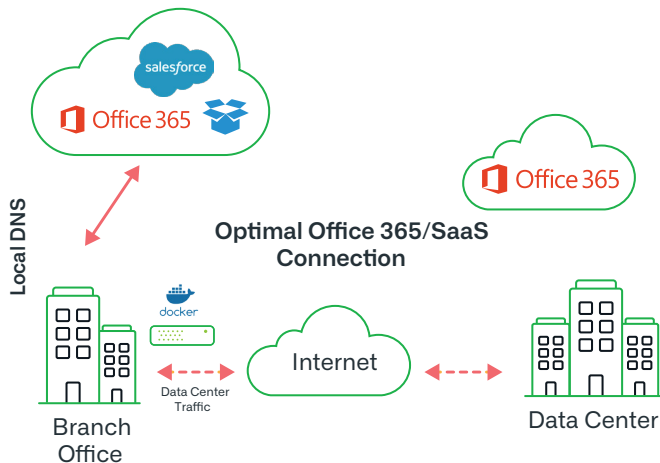 salesforce
Office 365
Office 365
Local DNS
Optimal Office 365/SaaS
Connection
docker
Internet
Data Center
Traffic
Branch
Office
Data Center